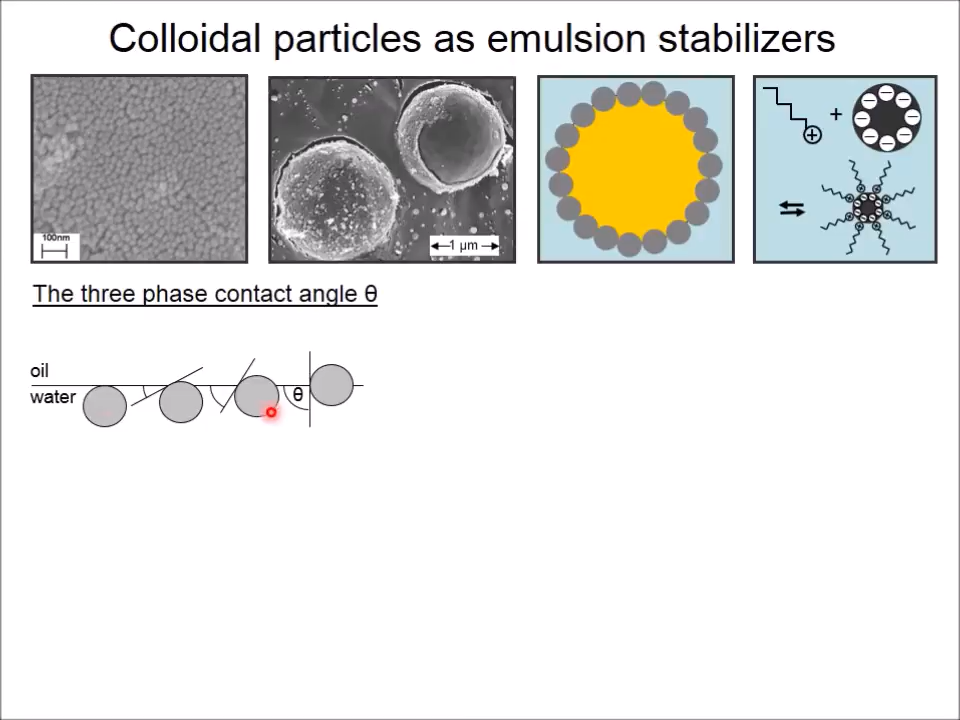 Colloidal particles as emulsion stabilizers
100nm
1 µm
+
The three phase contact angle θ
oil
water
θ